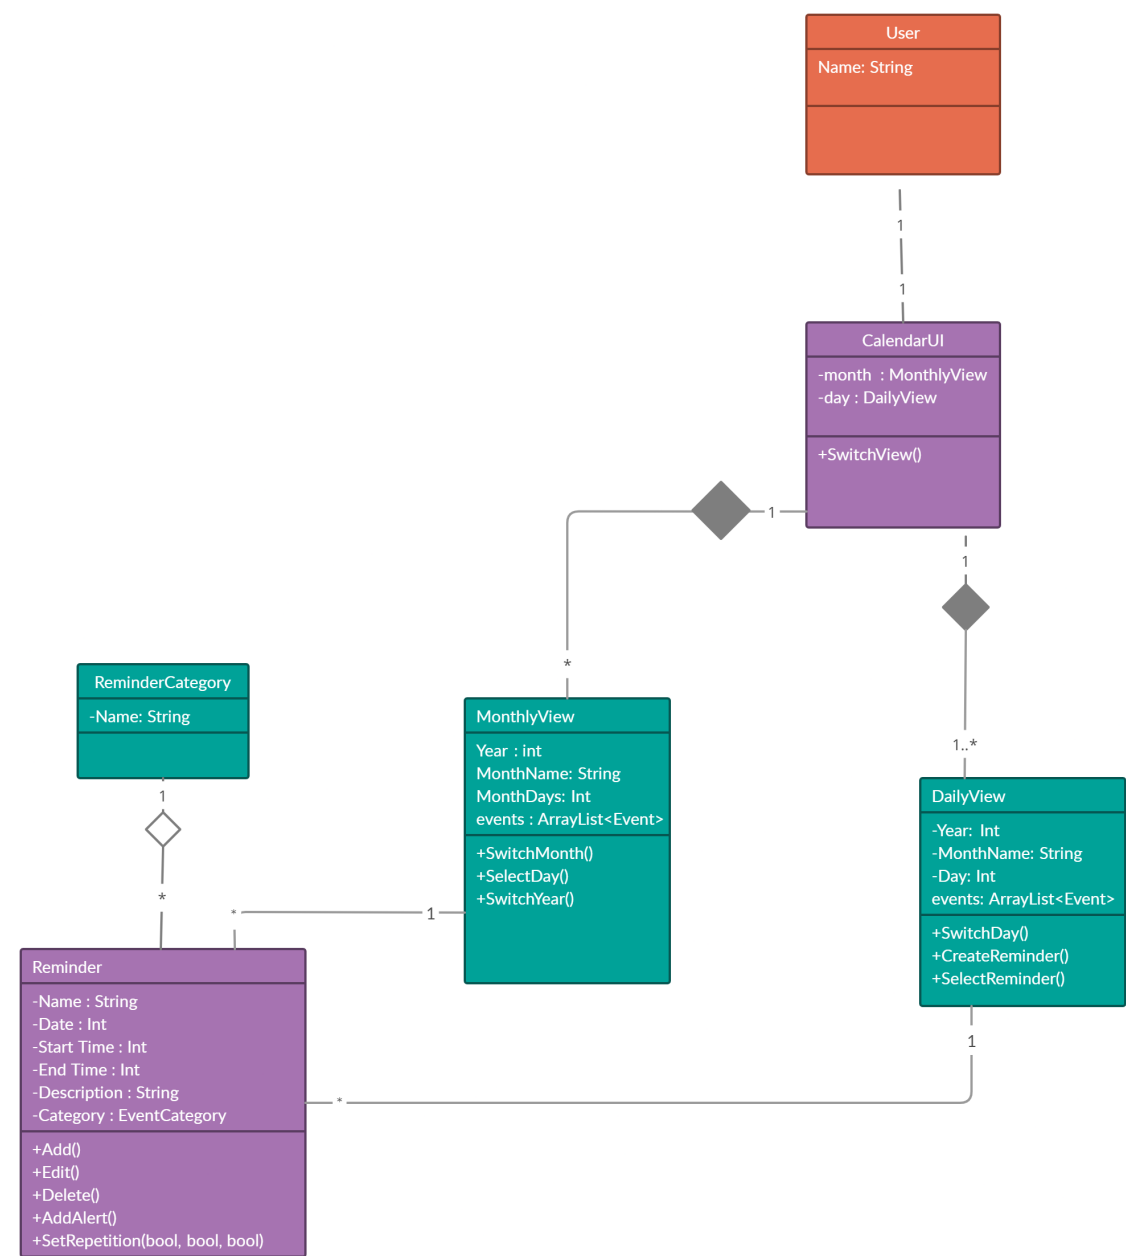 User
Name: String
1
1
CalendarUI
-month : MonthlyView
-day : DailyView
+SwitchView()
1
1
*
1..*
ReminderCategory
-Name: String
1
*
MonthlyView
Year : int
MonthName: String
MonthDays: Int
events : ArrayList<Event>
+SwitchMonth()
+SelectDay()
+SwitchYear()
* 1
DailyView
-Year: Int
-MonthName: String
-Day: Int
events: ArrayList<Event>
+SwitchDay()
+CreateReminder()
+SelectReminder()
1
*
Reminder
-Name : String
-Date : Int
-Start Time : Int
-End Time : Int
-Description : String
-Category : EventCategory
+Add()
+Edit()
+Delete()
+AddAlert()
+SetRepetition(bool, bool, bool)